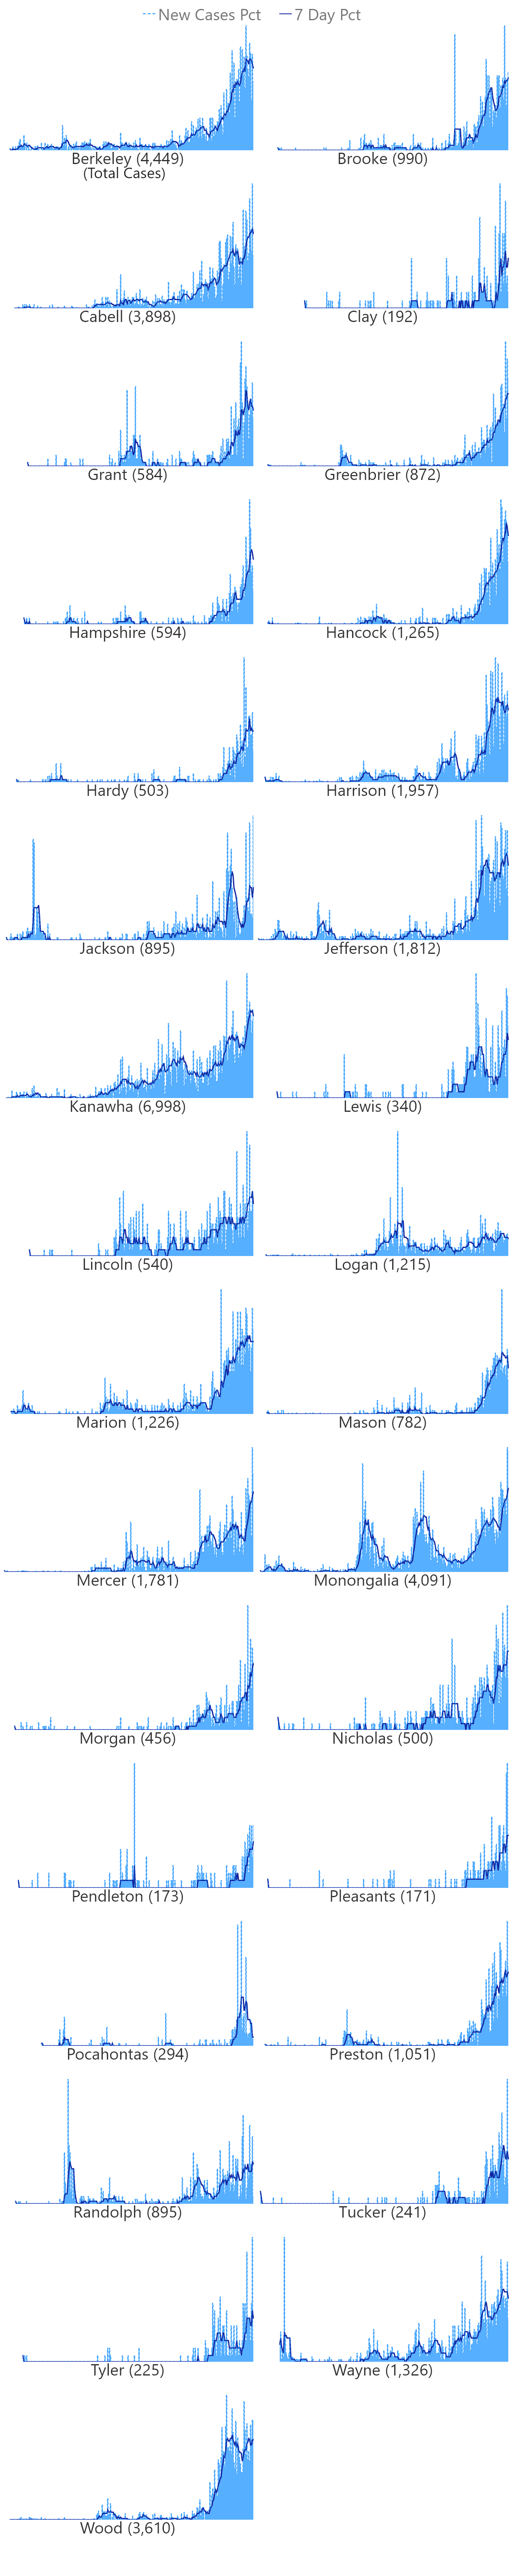 New Cases Pct 7 Day Pct
Berkeley (4,449) Brooke (990)
(Total Cases)
Cabell (3,898) Clay (192)
Grant (584) Greenbrier (872)
Hampshire (594) Hancock (1,265)
Hardy (503) Harrison (1,957)
Jackson (895) Jefferson (1,812)
Kanawha (6,998) Lewis (340)
Lincoln (540) Logan (1,215)
Marion (1,226) Mason (782)
Mercer (1,781) Monongalia (4,091)
Morgan (456) Nicholas (500)
Pendleton (173) Pleasants (171)
Pocahontas (294) Preston (1,051)
Randolph (895) Tucker (241)
Tyler (225) Wayne (1,326)
Wood (3,610)